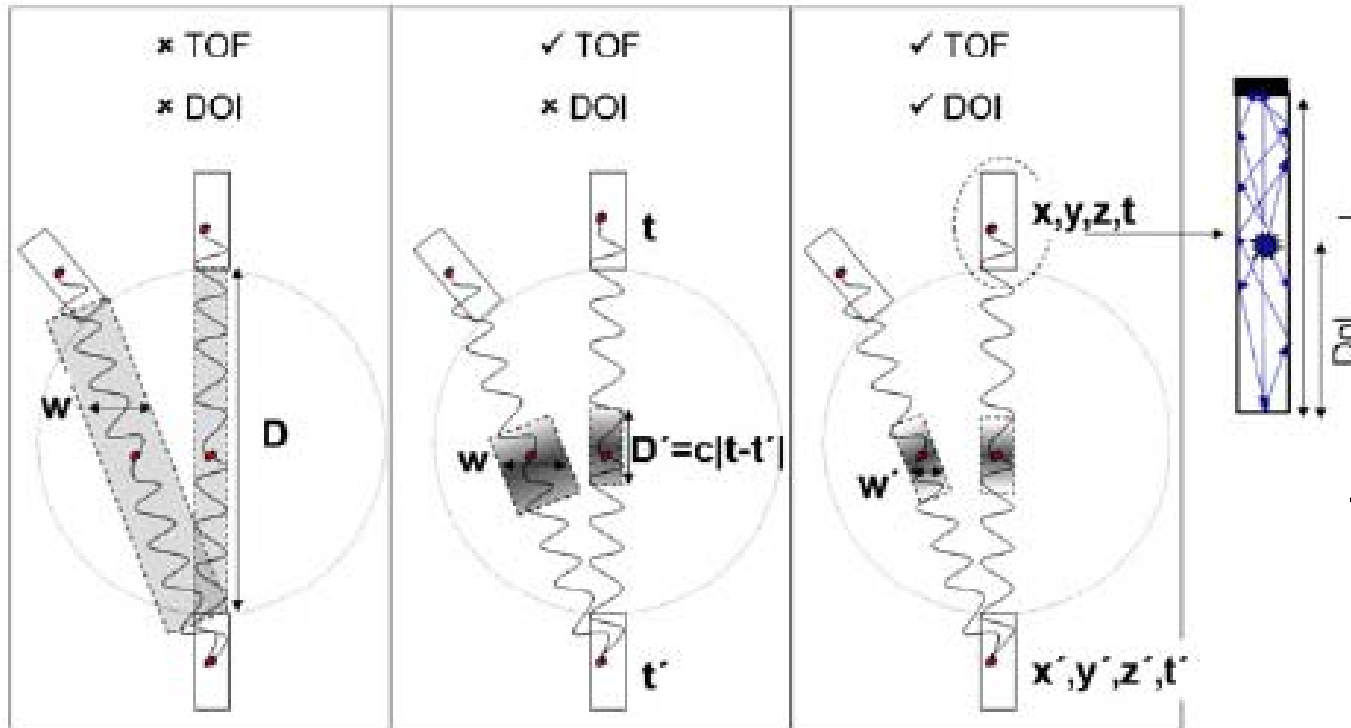 × TOF
× DOI
w
D
✓ TOF
× DOI
t
w
D´=c|t-t´|
t´
✓ TOF
✓ DOI
x,y,z,t
w´
x´,y´,z´,t´
DoI